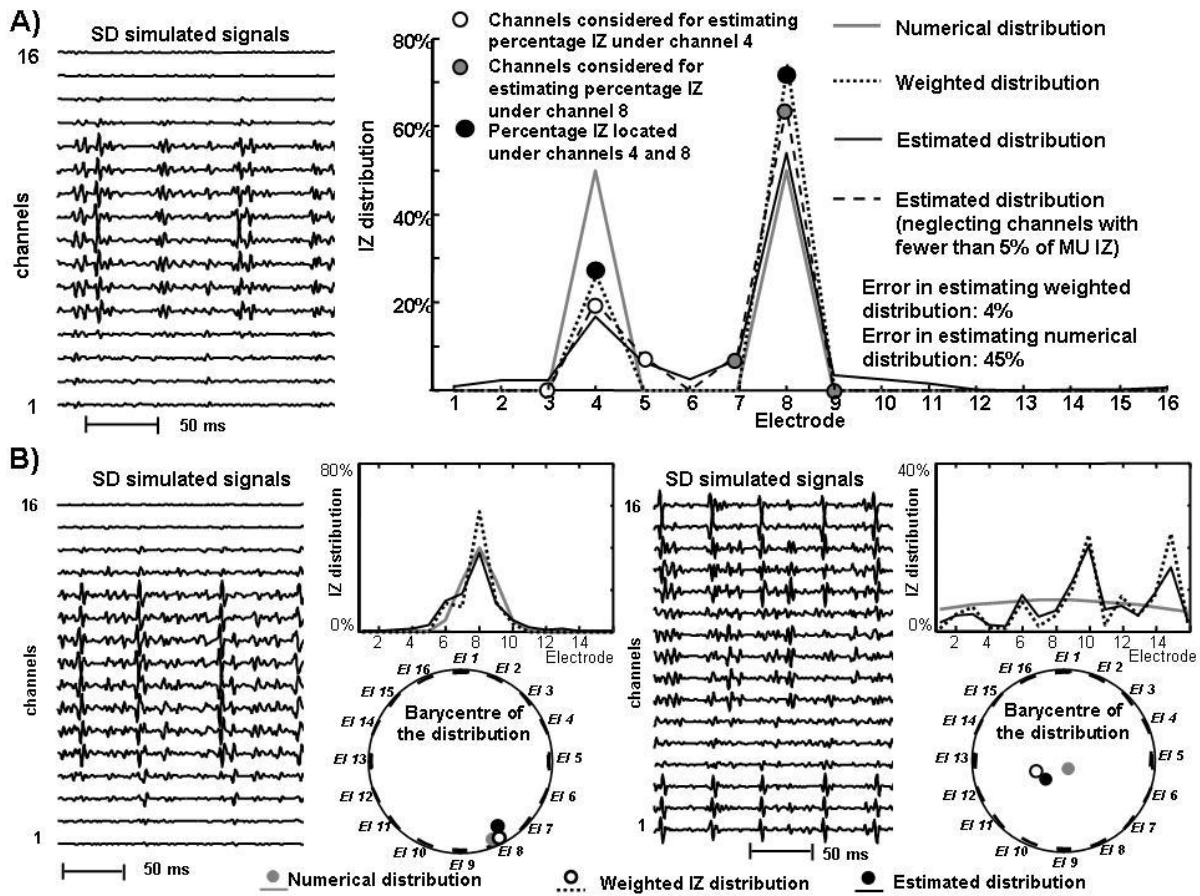 A)
SD simulated signals
16
channels
1
50 ms
Channels considered for estimating
percentage IZ under channel 4
Channels considered for
estimating percentage IZ
under channel 8
Percentage IZ located
under channels 4 and 8
80%
60%
40%
20%
0%
IZ distribution
1 2 3 4 5 6 7 8 9 10 11 12 13 14 15 16
Electrode
Numerical distribution
Weighted distribution
Estimated distribution
Estimated distribution
(neglecting channels with
fewer than 5% of MU IZ)
Error in estimating weighted
distribution: 4%
Error in estimating numerical
distribution: 45%
B)
SD simulated signals
16
channels
1
50 ms
80%
IZ distribution
0%
2 4 6 8 10 12 14
Electrode
El 1
El 2
El 3
El 4
El 5
El 6
El 7
El 8
El 9
El 10
El 11
El 12
El 13
El 14
El 15
El 16
Barycentre of
the distribution
SD simulated signals
16
channels
1
50 ms
40%
IZ distribution
0%
2 4 6 8 10 12 14
Electrode
El 1
El 2
El 3
El 4
El 5
El 6
El 7
El 8
El 9
El 10
El 11
El 12
El 13
El 14
El 15
El 16
Barycentre of
the distribution
Numerical distribution
Weighted IZ distribution
Estimated distribution